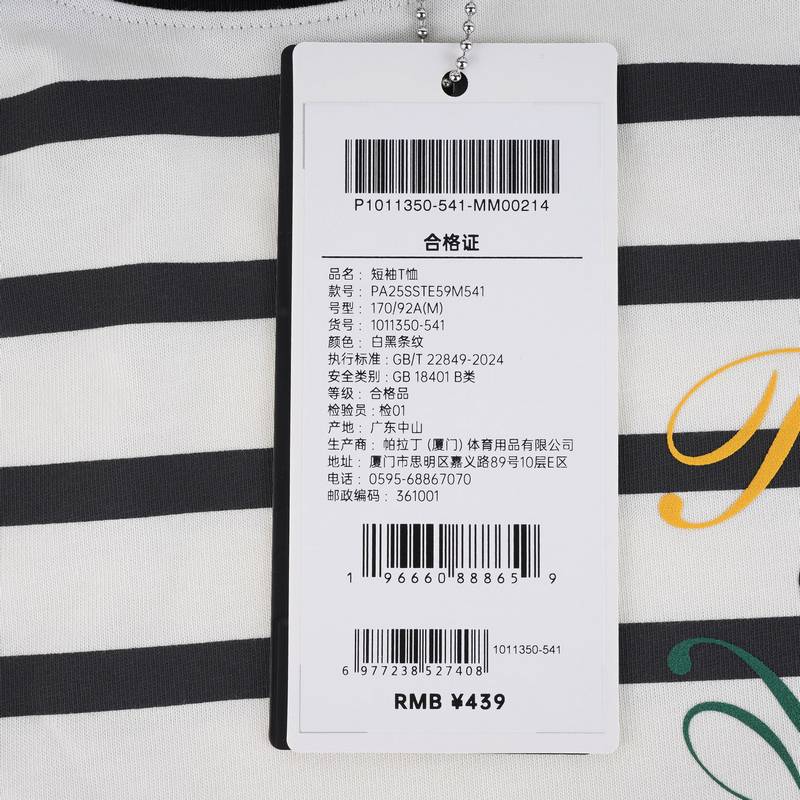 P1011350-541-MM00214
合格证
品名：短袖T恤
款号：PA25SSTE59M541
号型：170/92A(M)
货号：1011350-541
颜色：白黑条纹
执行标准：GB/T 22849-2024
安全类别：GB 18401 B类
等级：合格品
检验员：检01
产地：广东中山
生产商：帕拉丁 (厦门) 体育用品有限公司
地址：厦门市思明区嘉义路89号10层E区
电话：0595-68867070
邮政编码：361001
1 96660 88865 9
6 977238 527408
1011350-541
RMB ¥439